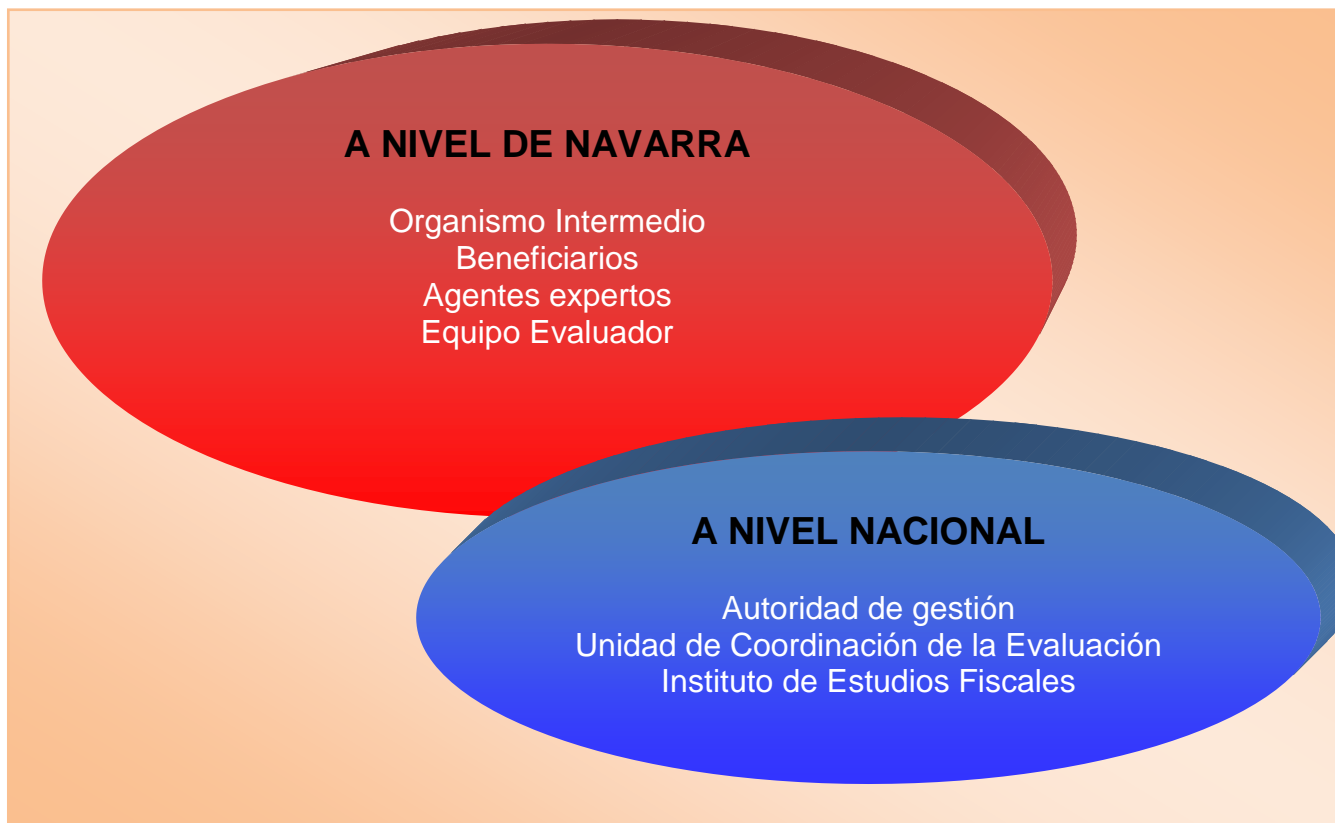 A NIVEL DE NAVARRA
Organismo Intermedio
Beneficiarios
Agentes expertos
Equipo Evaluador
A NIVEL NACIONAL
Autoridad de gestión
Unidad de Coordinación de la Evaluación
Instituto de Estudios Fiscales